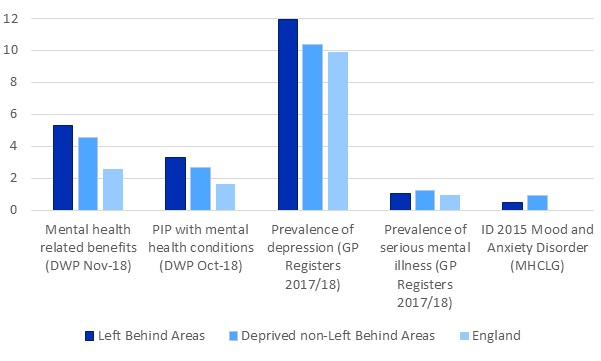 12
10
8
6
4
2
0
Mental health
related benefits
(DWP Nov-18)
PIP with mental
health conditions
(DWP Oct-18)
Prevalence of
depression (GP
Registers
2017/18)
Prevalence of
serious mental
illness (GP
Registers
2017/18)
ID 2015 Mood and
Anxiety Disorder
(MHCLG)
Left Behind Areas
Deprived non-Left Behind Areas
England